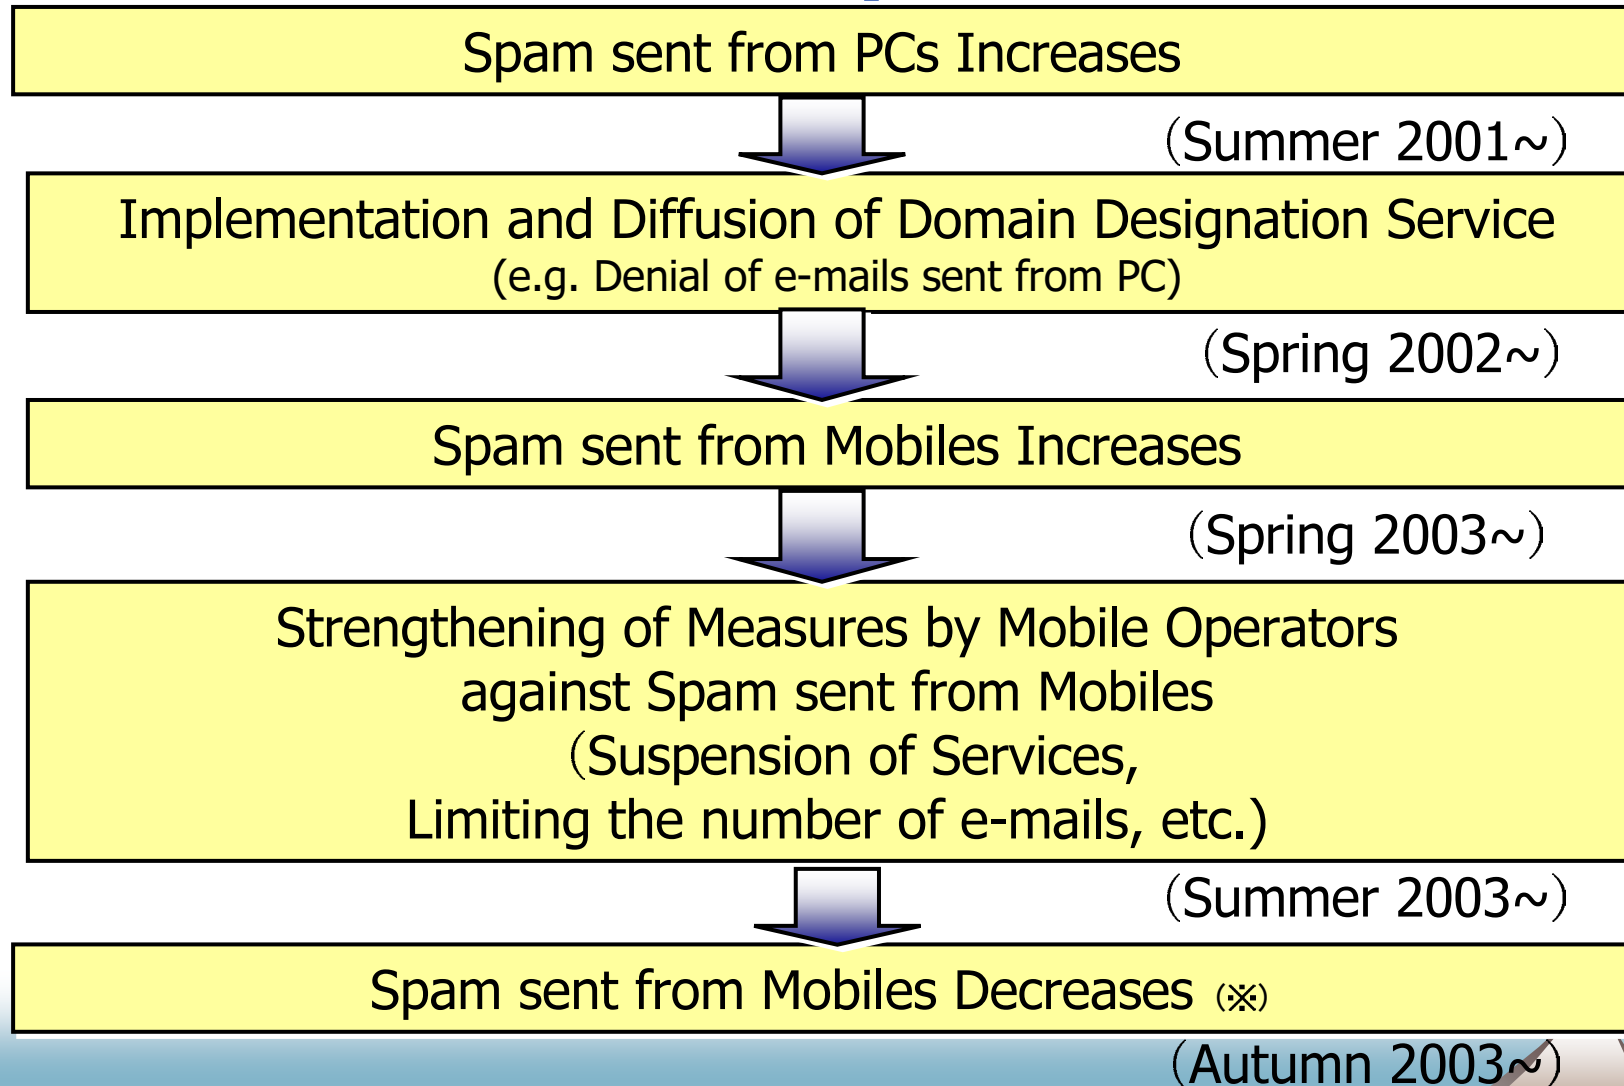 Spam sent from PCs Increases
（Summer 2001~）
Implementation and Diffusion of Domain Designation Service
(e.g. Denial of e-mails sent from PC)
（Spring 2002~）
Spam sent from Mobiles Increases
（Spring 2003~）
Strengthening of Measures by Mobile Operators
against Spam sent from Mobiles
（Suspension of Services,
Limiting the number of e-mails, etc.)
（Summer 2003~）
Spam sent from Mobiles Decreases (※)
（Autumn 2003~）